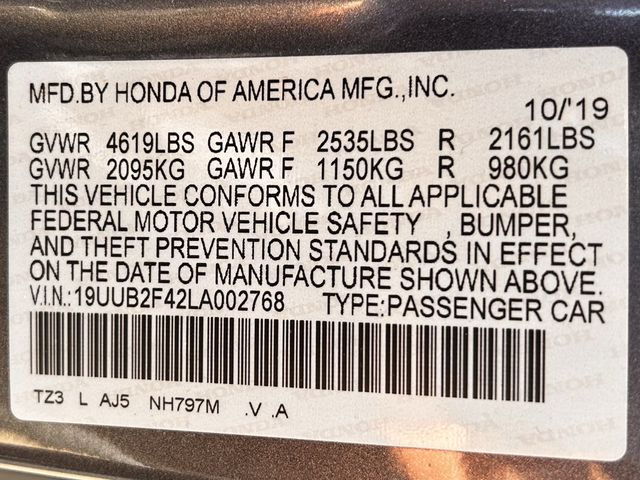 MFD.BY HONDA OF AMERICA MFG.,INC.
10/'19
GVWR 4619LBS GAWR F 2535LBS R 2161LBS
GVWR 2095KG GAWR F 1150KG R 980KG
THIS VEHICLE CONFORMS TO ALL APPLICABLE
FEDERAL MOTOR VEHICLE SAFETY , BUMPER,
AND THEFT PREVENTION STANDARDS IN EFFECT
ON THE DATE OF MANUFACTURE SHOWN ABOVE.
V.I.N.:19UUB2F42LA002768 TYPE:PASSENGER CAR
TZ3 L AJ5 NH797M .V .A